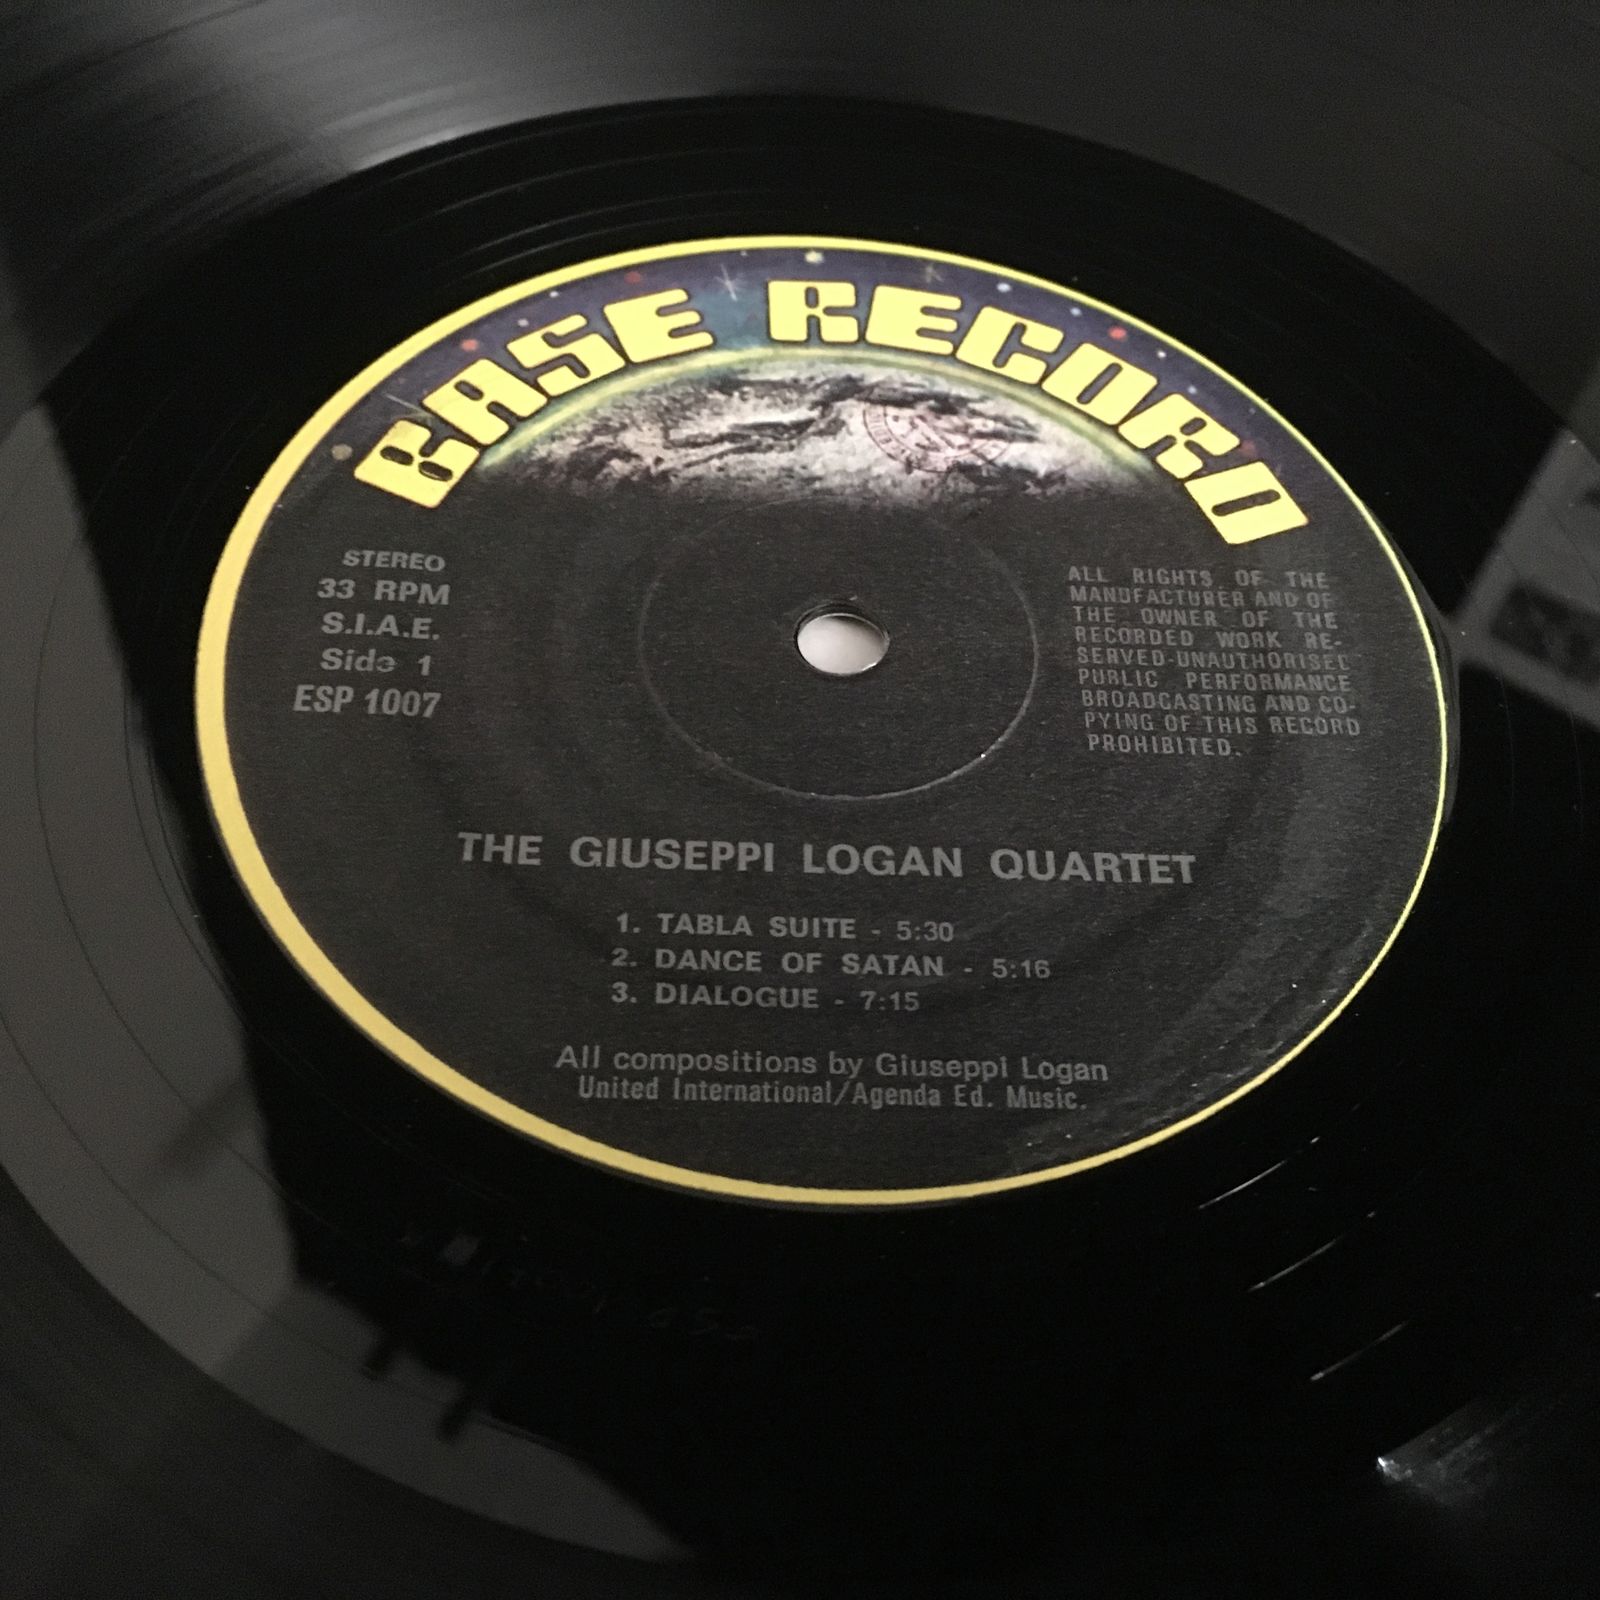 BASE RECORD
STEREO
33 RPM
S.I.A.E.
Side 1
ESP 1007
ALL RIGHTS OF THE
MANUFACTURER AND OF
THE OWNER OF THE
RECORDED WORK RE-
SERVED-UNAUTHORISED
PUBLIC PERFORMANCE
BROADCASTING AND CO-
PYING OF THIS RECORD
PROHIBITED.
THE GIUSEPPI LOGAN QUARTET
1. TABLA SUITE - 5:30
2. DANCE OF SATAN - 5:16
3. DIALOGUE - 7:15
All compositions by Giuseppi Logan
United International/Agenda Ed. Music.